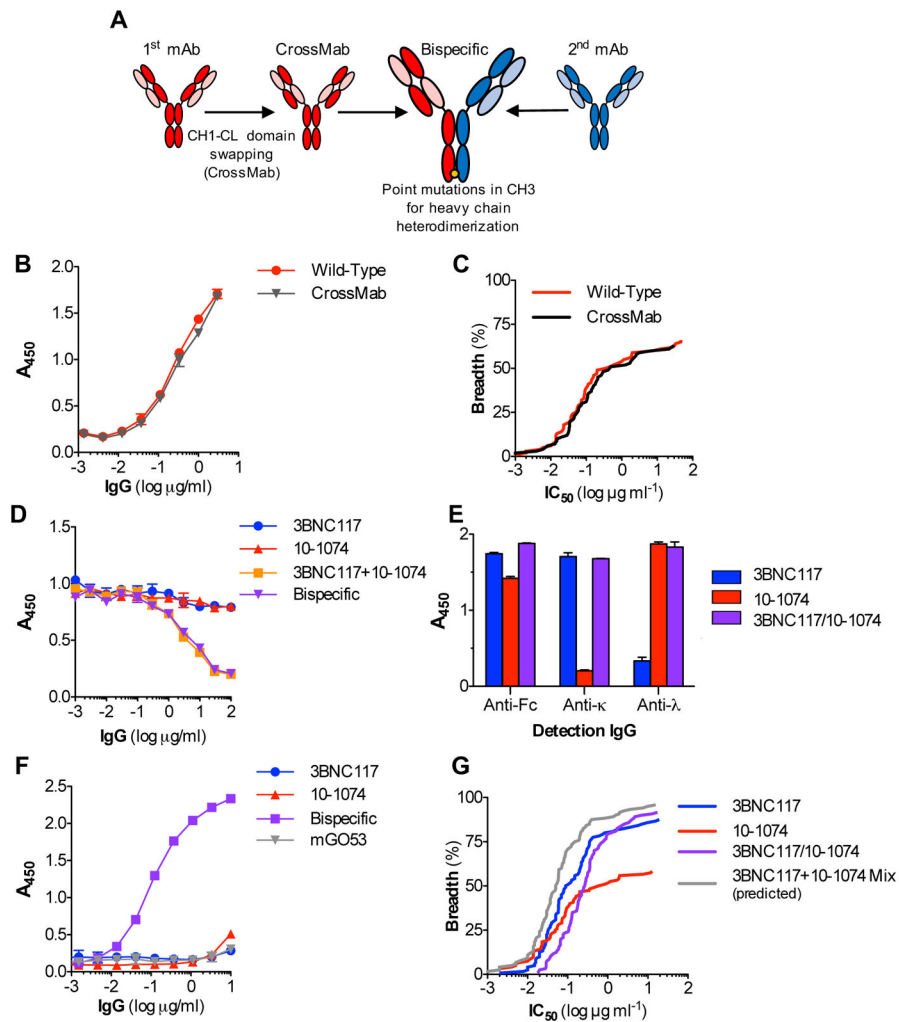 A
1st mAb
CrossMab
Bispecific
2nd mAb
CH1-CL domain
swapping
(CrossMab)
Point mutations in CH3
for heavy chain
heterodimerization
B
Wild-Type
CrossMab
2.0
1.5
1.0
0.5
0.0
A450
-3 -2 -1 0 1
IgG (log μg/ml)
C
Wild-Type
CrossMab
100
75
50
25
0
Breadth (%)
-3 -2 -1 0 1 2
IC50 (log μg ml-1)
D
3BNC117
10-1074
3BNC117+10-1074
Bispecific
1.5
1.0
0.5
0.0
A450
-3 -2 -1 0 1 2
IgG (log μg/ml)
E
3BNC117
10-1074
3BNC117/10-1074
2
1
0
A450
Anti-Fc Anti-κ Anti-λ
Detection IgG
F
3BNC117
10-1074
Bispecific
mGO53
2.5
2.0
1.5
1.0
0.5
0.0
A450
-3 -2 -1 0 1
IgG (log μg/ml)
G
3BNC117
10-1074
3BNC117/10-1074
3BNC117+10-1074 Mix
(predicted)
100
75
50
25
0
Breadth (%)
-3 -2 -1 0 1 2
IC50 (log μg ml-1)